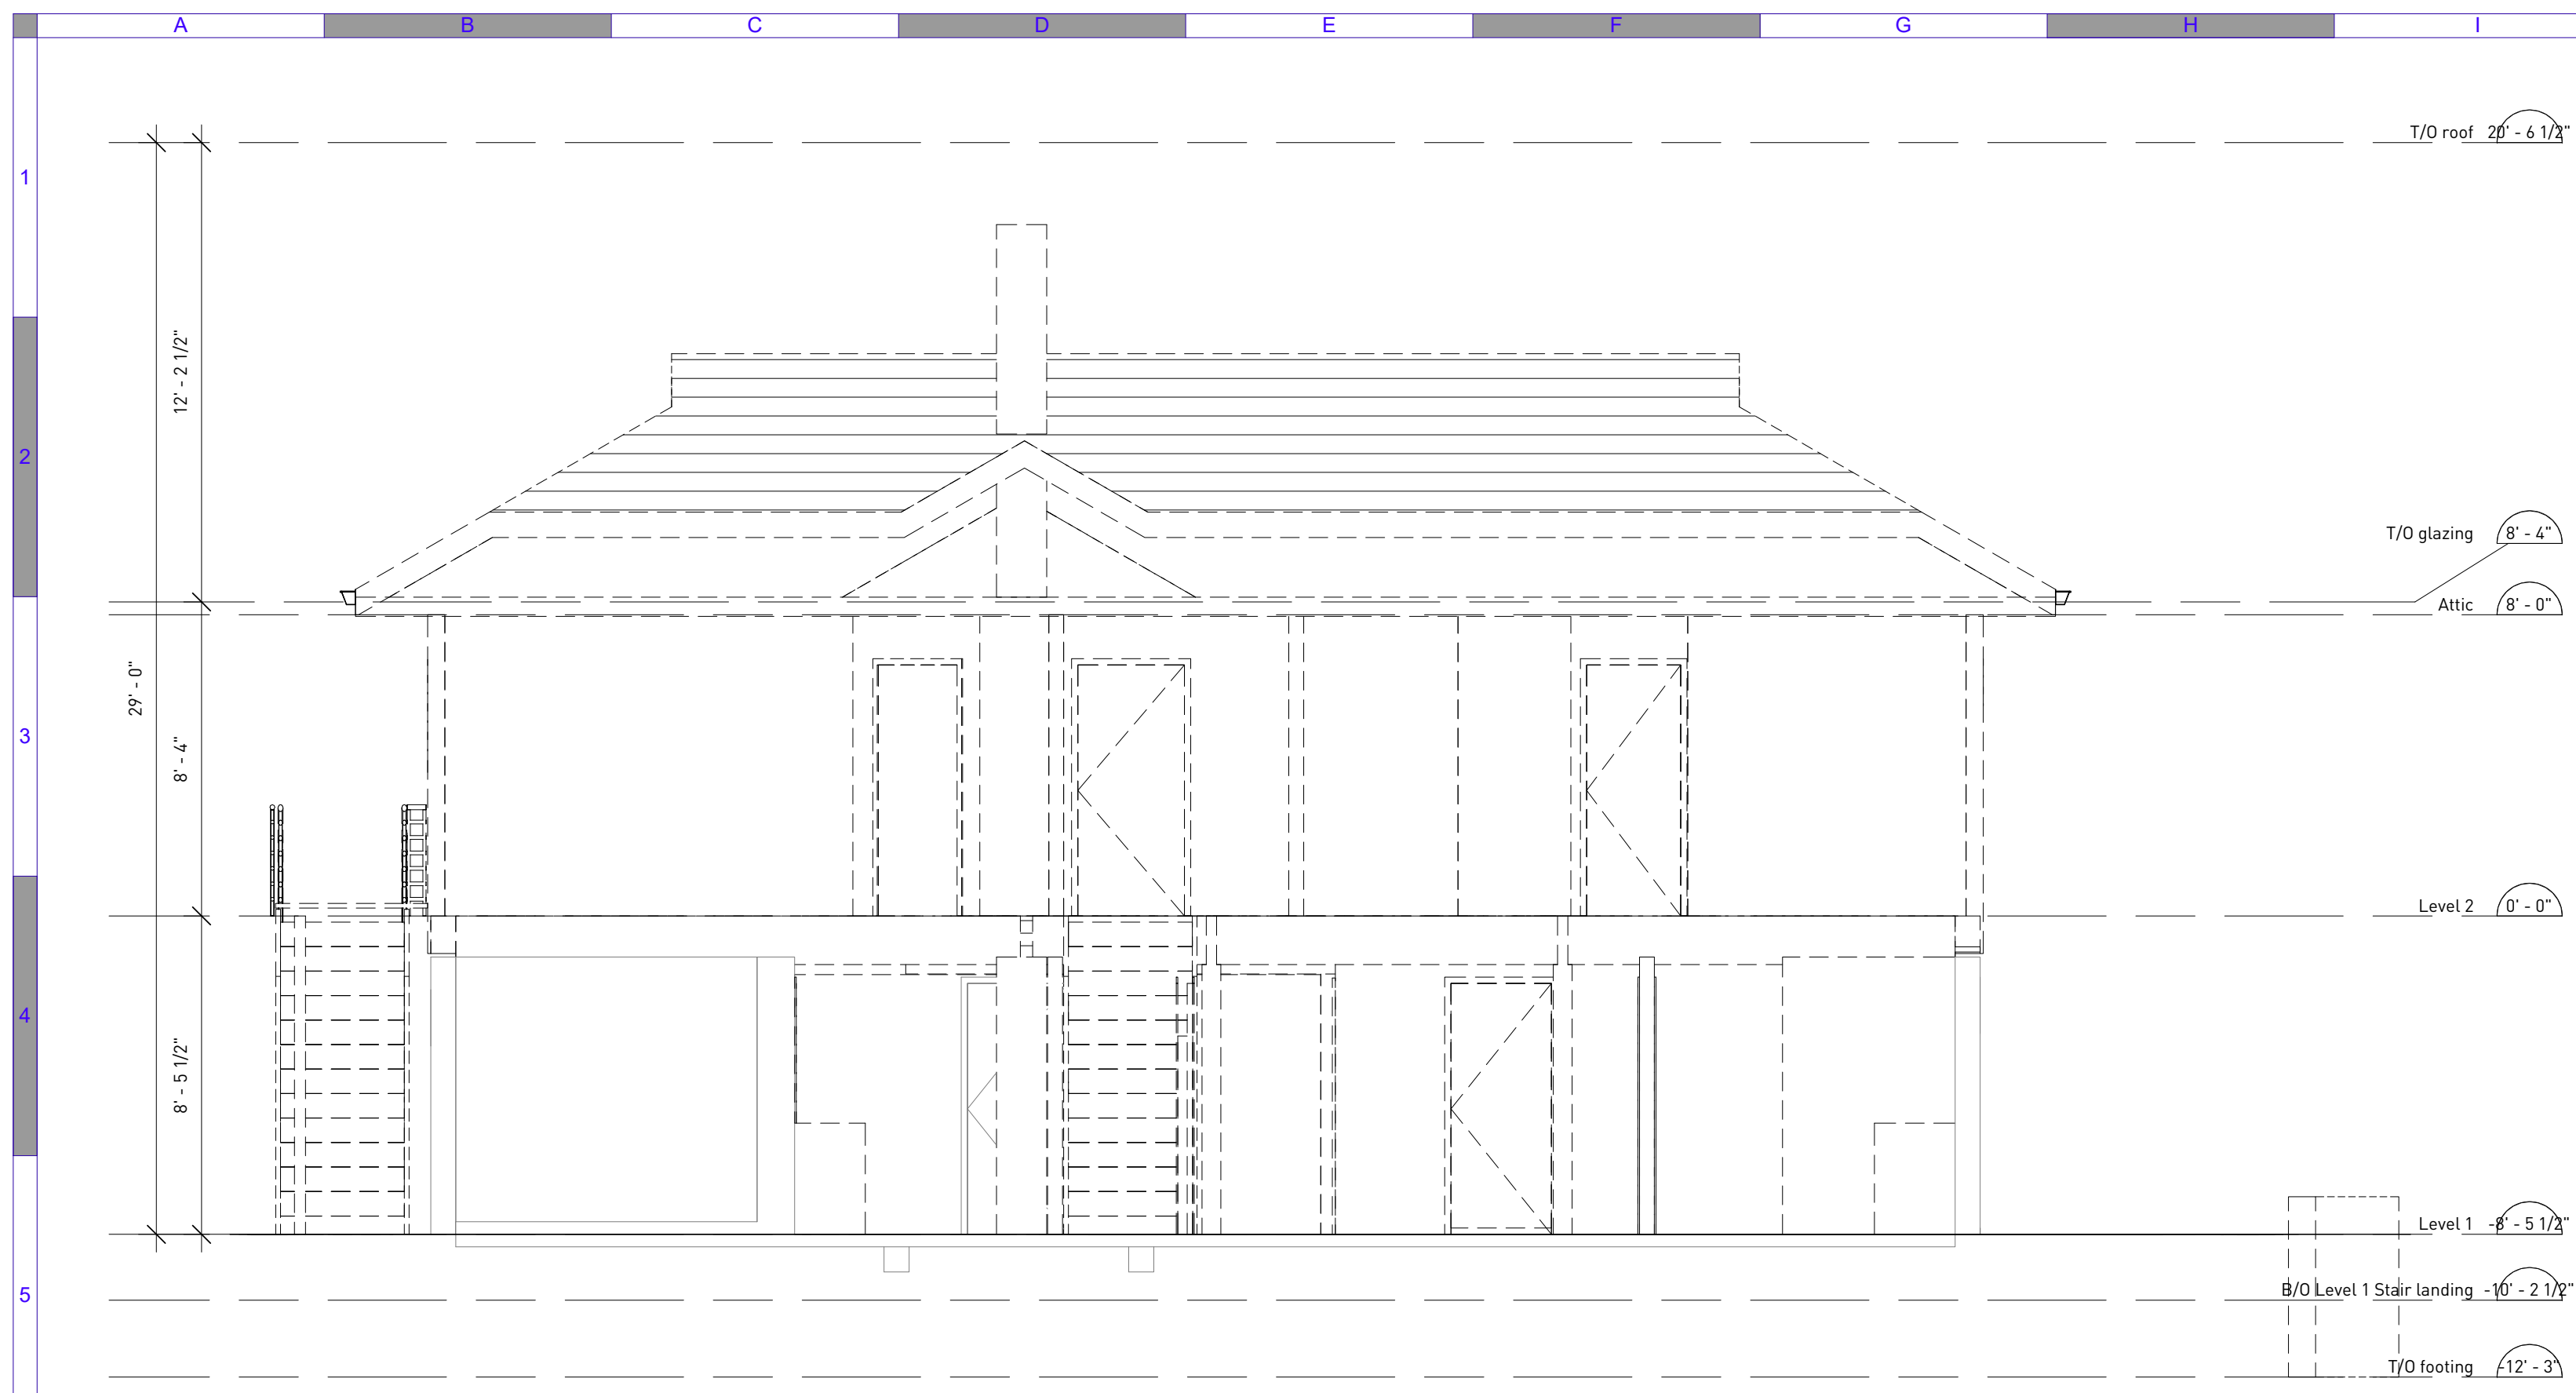 A B C D E F G H I
T/O roof 20' - 6 1/2"
1
12' - 2 1/2"
2
T/O glazing 8' - 4"
Attic 8' - 0"
29' - 0"
8' - 4"
3
Level 2 0' - 0"
4
8' - 5 1/2"
Level 1 -8' - 5 1/2"
B/O Level 1 Stair landing -10' - 2 1/2"
5
T/O footing -12' - 3"